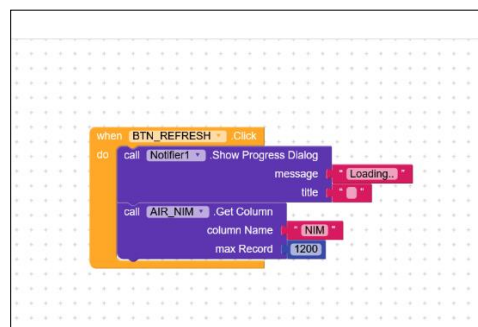 when BTN_REFRESH .Click
do call Notifier1 .Show Progress Dialog
message " Loading.. "
title " "
call AIR_NIM .Get Column
column Name " NIM "
max Record 1200